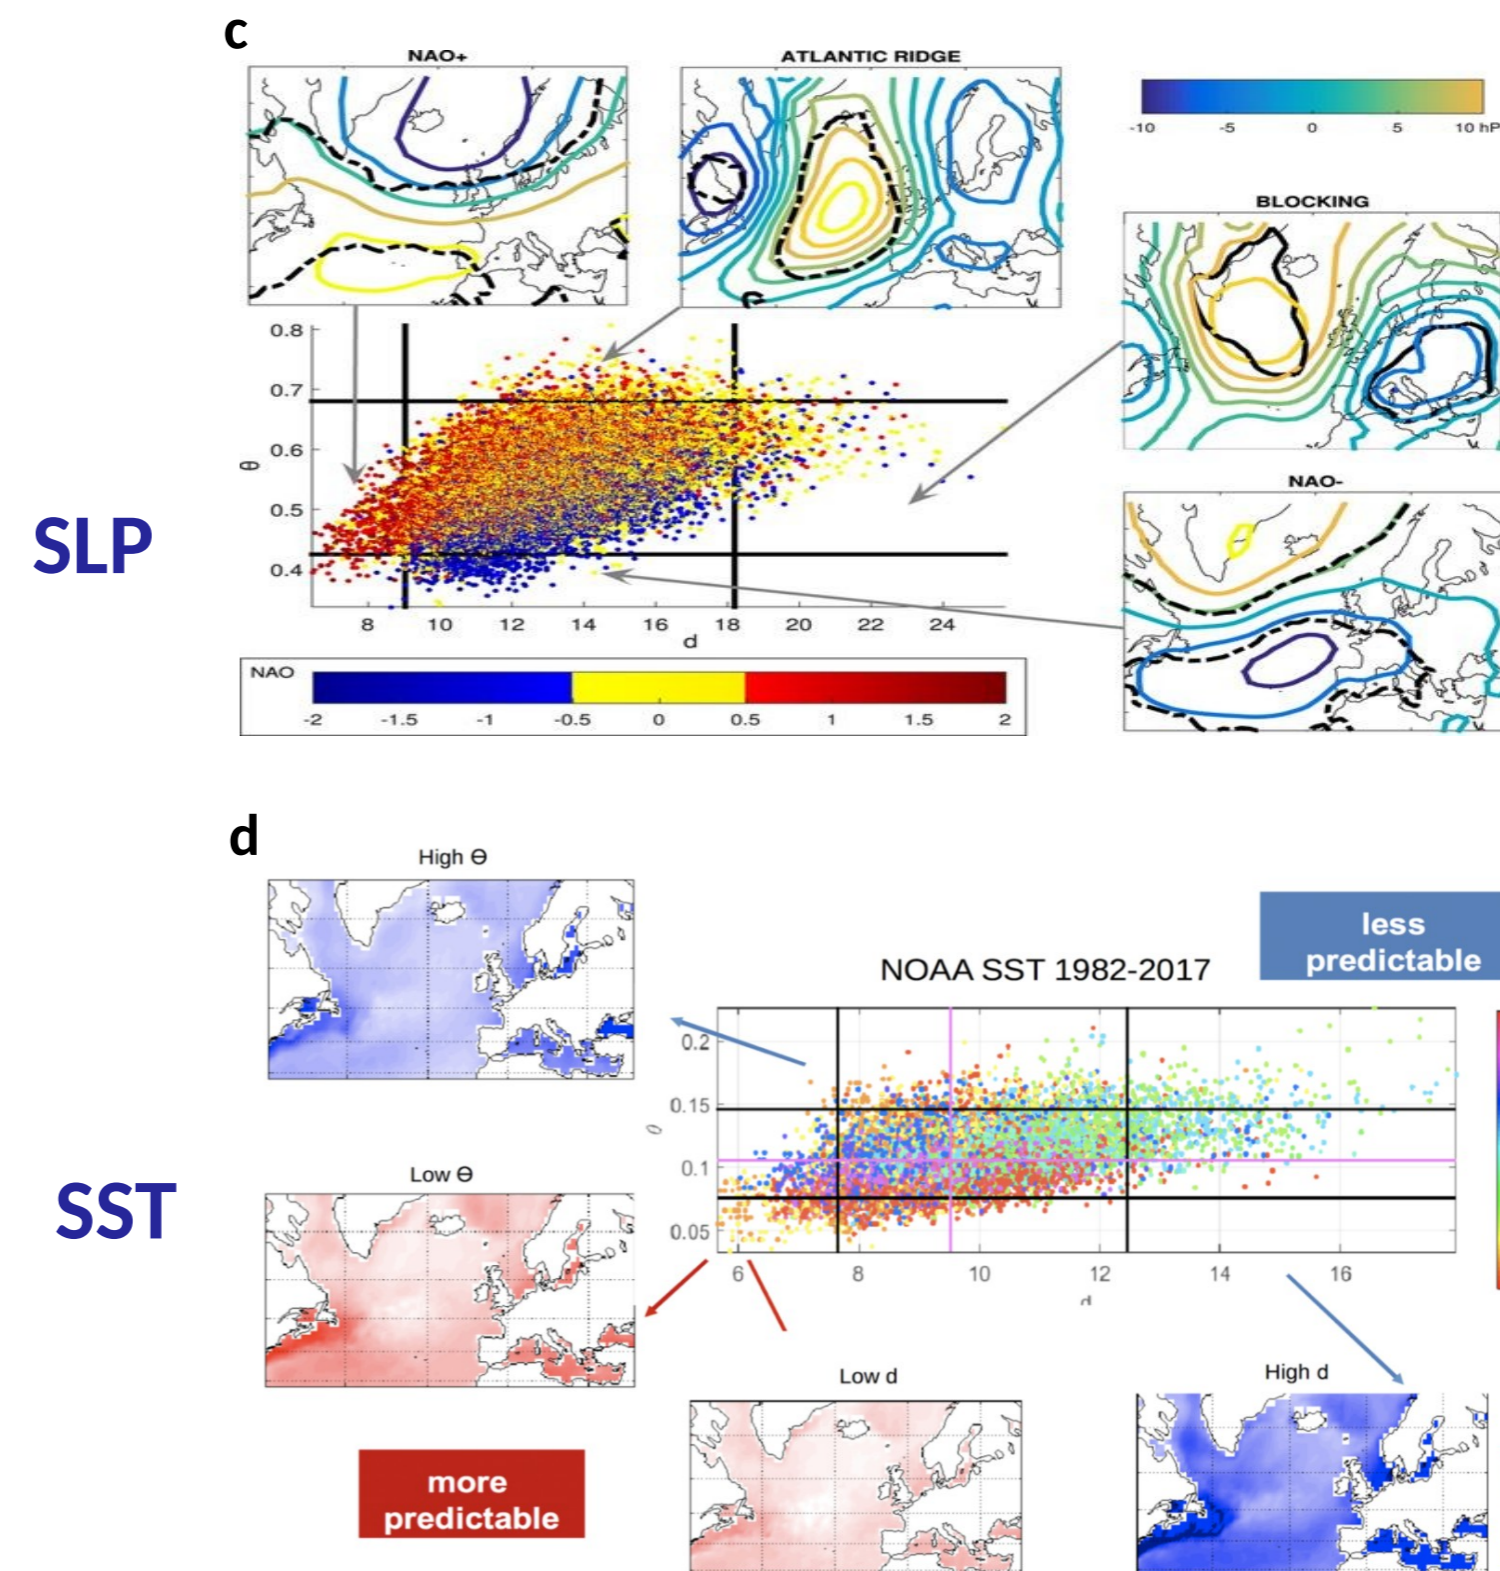 c
NAO+
ATLANTIC RIDGE
-10 -5 0 5 10 hP
BLOCKING
0.8
0.7
0.6
0.5
0.4
θ
8 10 12 14 16 18 20 22 24
d
SLP
NAO-
NAO
-2 -1.5 -1 -0.5 0 0.5 1 1.5 2
d
High Θ
less
predictable
NOAA SST 1982-2017
0.2
0.15
0.1
0.05
θ
6 8 10 12 14 16
d
Low Θ
SST
Low d
High d
more
predictable